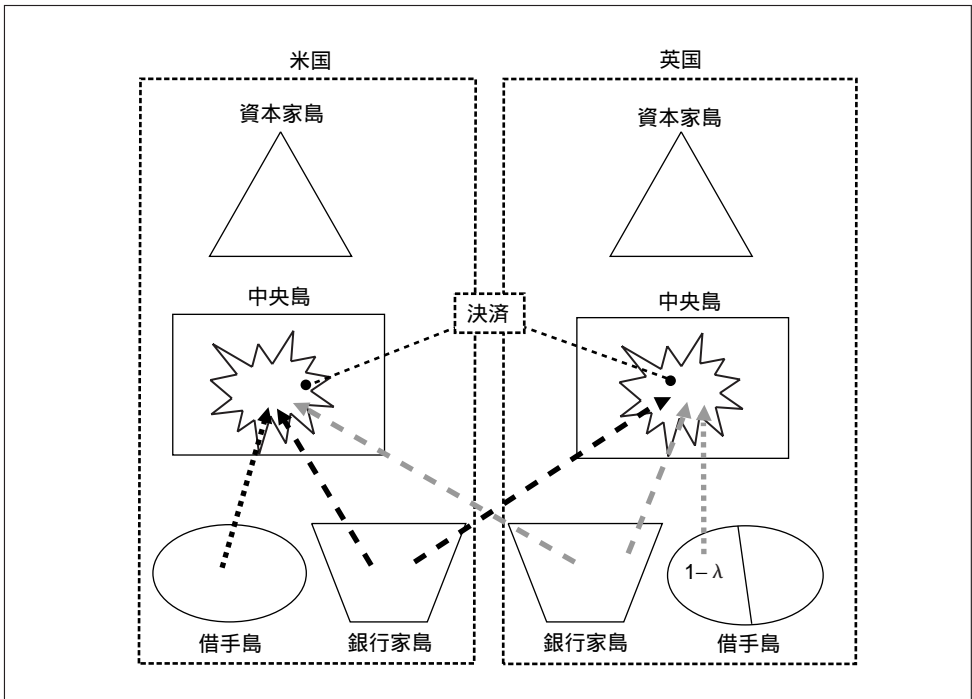 米国
英国
資本家島
資本家島
中央島
決済
中央島
1–λ
借手島
銀行家島
銀行家島
借手島